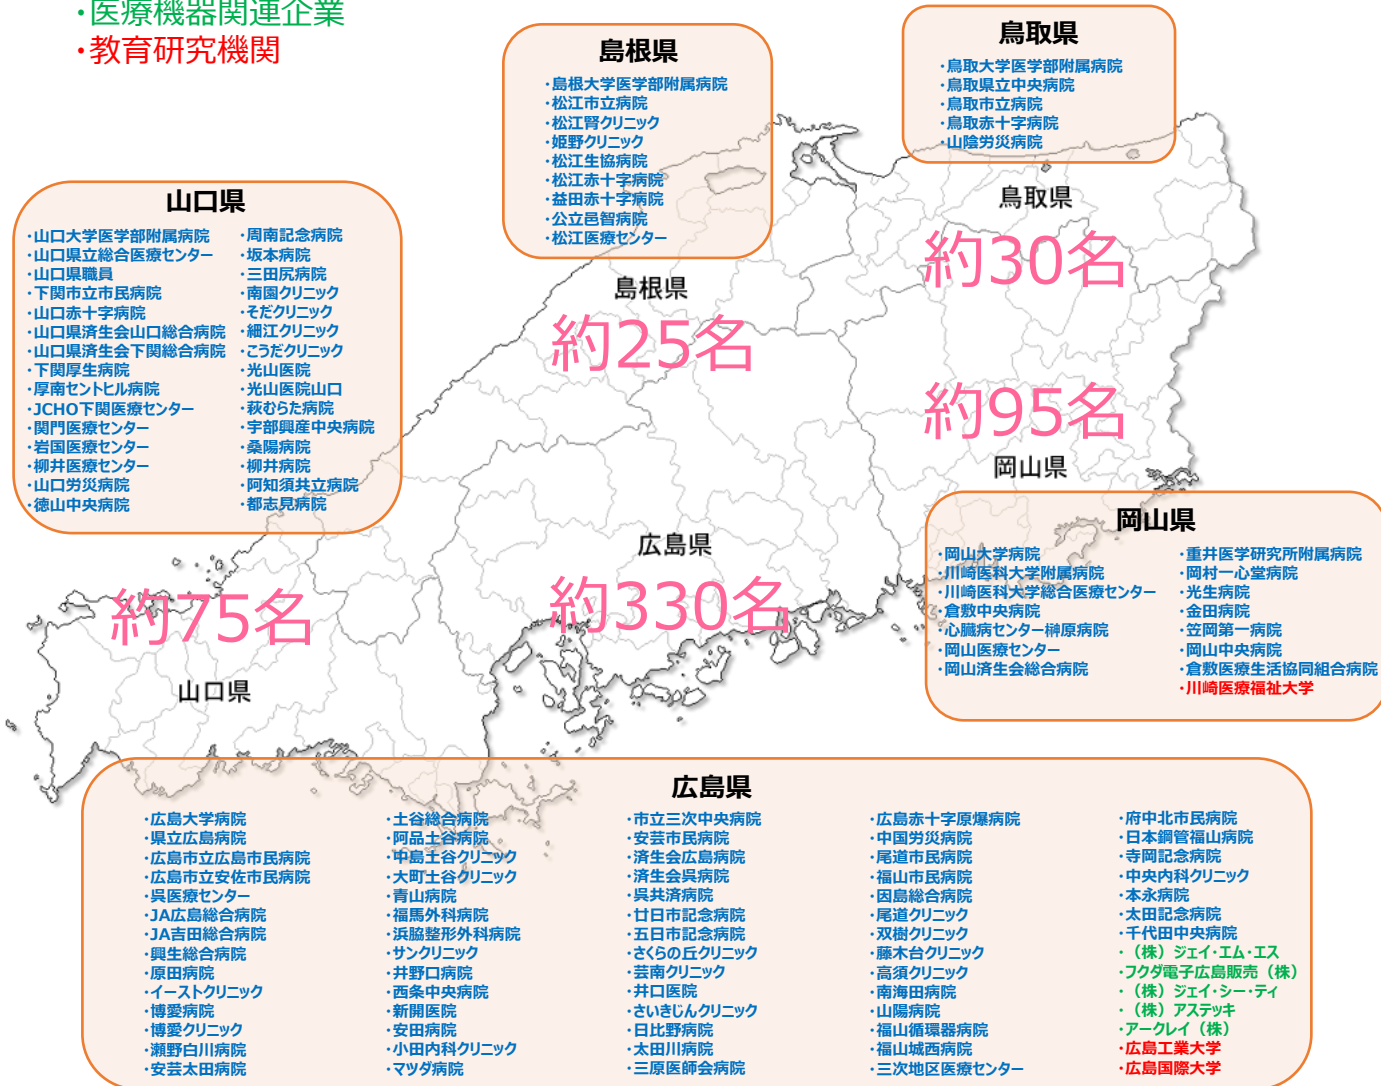 ・医療機器関連企業
・教育研究機関
島根県
・島根大学医学部附属病院
・松江市立病院
・松江腎クリニック
・姫野クリニック
・松江生協病院
・松江赤十字病院
・益田赤十字病院
・公立邑智病院
・松江医療センター
鳥取県
・鳥取大学医学部附属病院
・鳥取県立中央病院
・鳥取市立病院
・鳥取赤十字病院
・山陰労災病院
山口県
・山口大学医学部附属病院
・山口県立総合医療センター
・山口県職員
・下関市立市民病院
・山口赤十字病院
・山口県済生会山口総合病院
・山口県済生会下関総合病院
・下関厚生病院
・厚南セントヒル病院
・JCHO下関医療センター
・関門医療センター
・岩国医療センター
・柳井医療センター
・山口労災病院
・徳山中央病院
・周南記念病院
・坂本病院
・三田尻病院
・南園クリニック
・そだクリニック
・細江クリニック
・こうだクリニック
・光山医院
・光山医院山口
・萩むらた病院
・宇部興産中央病院
・桑陽病院
・柳井病院
・阿知須共立病院
・都志見病院
鳥取県
約30名
島根県
約25名
約95名
岡山県
広島県
約330名
約75名
山口県
岡山県
・岡山大学病院
・川崎医科大学附属病院
・川崎医科大学総合医療センター
・倉敷中央病院
・心臓病センター榊原病院
・岡山医療センター
・岡山済生会総合病院
・重井医学研究所附属病院
・岡村一心堂病院
・光生病院
・金田病院
・笠岡第一病院
・岡山中央病院
・倉敷医療生活協同組合病院
・川崎医療福祉大学
広島県
・広島大学病院
・県立広島病院
・広島市立広島市民病院
・広島市立安佐市民病院
・呉医療センター
・JA広島総合病院
・JA吉田総合病院
・興生総合病院
・原田病院
・イーストクリニック
・博愛病院
・博愛クリニック
・瀬野白川病院
・安芸太田病院
・土谷総合病院
・阿品土谷病院
・中島土谷クリニック
・大町土谷クリニック
・青山病院
・福馬外科病院
・浜脇整形外科病院
・サンクリニック
・井野口病院
・西条中央病院
・新開医院
・安田病院
・小田内科クリニック
・マツダ病院
・市立三次中央病院
・安芸市民病院
・済生会広島病院
・済生会呉病院
・呉共済病院
・廿日市記念病院
・五日市記念病院
・さくらの丘クリニック
・芸南クリニック
・井口医院
・さいきじんクリニック
・日比野病院
・太田川病院
・三原医師会病院
・広島赤十字原爆病院
・中国労災病院
・尾道市民病院
・福山市民病院
・因島総合病院
・尾道クリニック
・双樹クリニック
・藤木台クリニック
・高須クリニック
・南海田病院
・山陽病院
・福山循環器病院
・福山城西病院
・三次地区医療センター
・府中北市民病院
・日本鋼管福山病院
・寺岡記念病院
・中央内科クリニック
・本永病院
・太田記念病院
・千代田中央病院
・（株）ジェイ・エム・エス
・フクダ電子広島販売（株）
・（株）ジェイ・シー・ティ
・（株）アステッキ
・アークレイ（株）
・広島工業大学
・広島国際大学